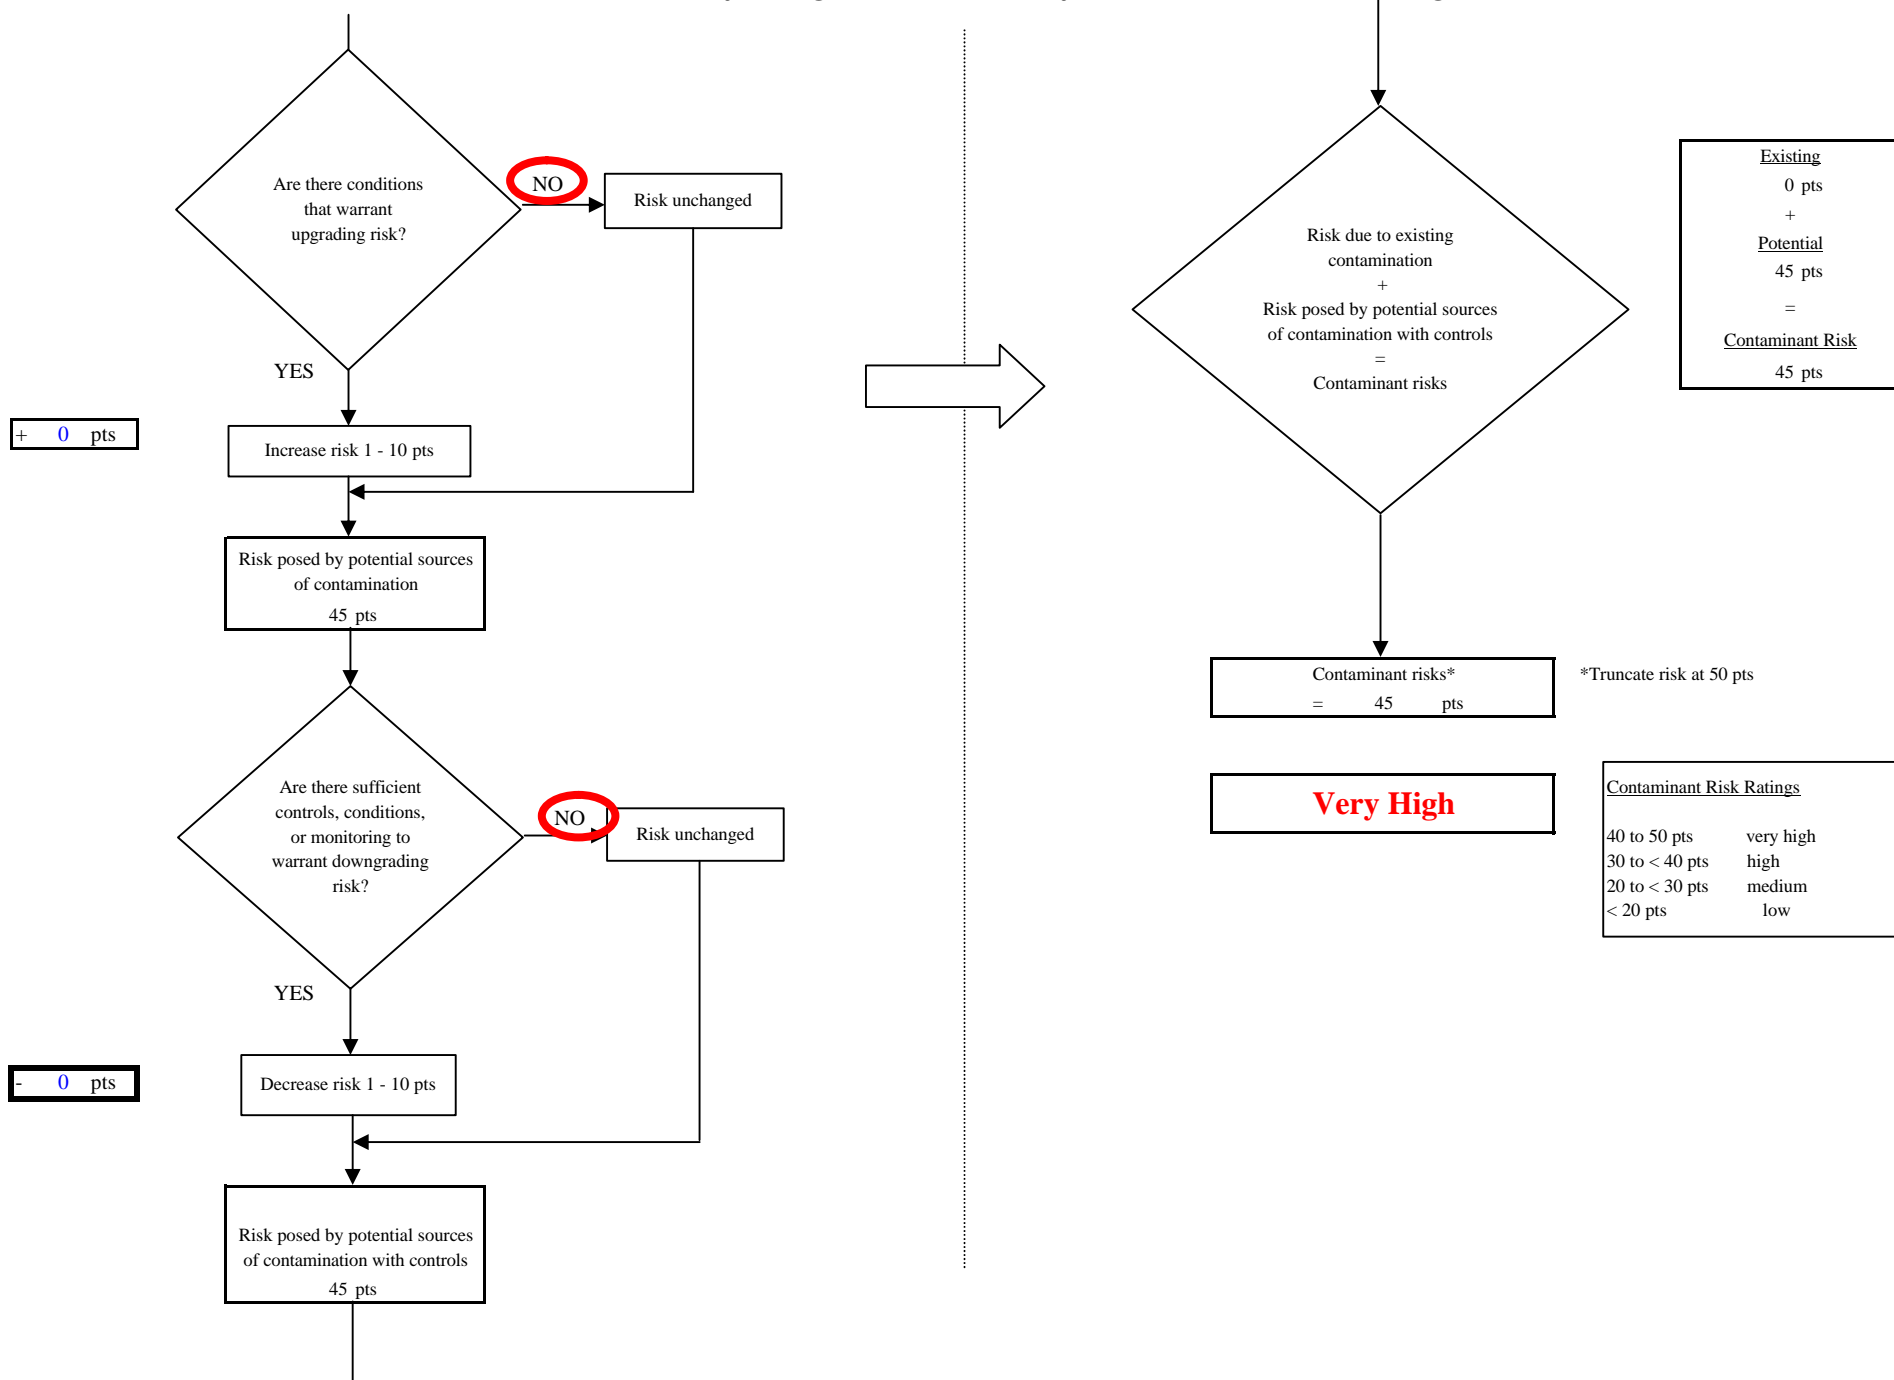 Are there conditions
that warrant
upgrading risk?
NO
Risk unchanged
YES
+ 0 pts
Increase risk 1 - 10 pts
Risk posed by potential sources
of contamination
45 pts
Are there sufficient
controls, conditions,
or monitoring to
warrant downgrading
risk?
NO
Risk unchanged
YES
- 0 pts
Decrease risk 1 - 10 pts
Risk posed by potential sources
of contamination with controls
45 pts
Risk due to existing
contamination
+
Risk posed by potential sources
of contamination with controls
=
Contaminant risks
Existing
0 pts
+
Potential
45 pts
=
Contaminant Risk
45 pts
Contaminant risks*
= 45 pts
*Truncate risk at 50 pts
Very High
Contaminant Risk Ratings
40 to 50 pts very high
30 to < 40 pts high
20 to < 30 pts medium
< 20 pts low